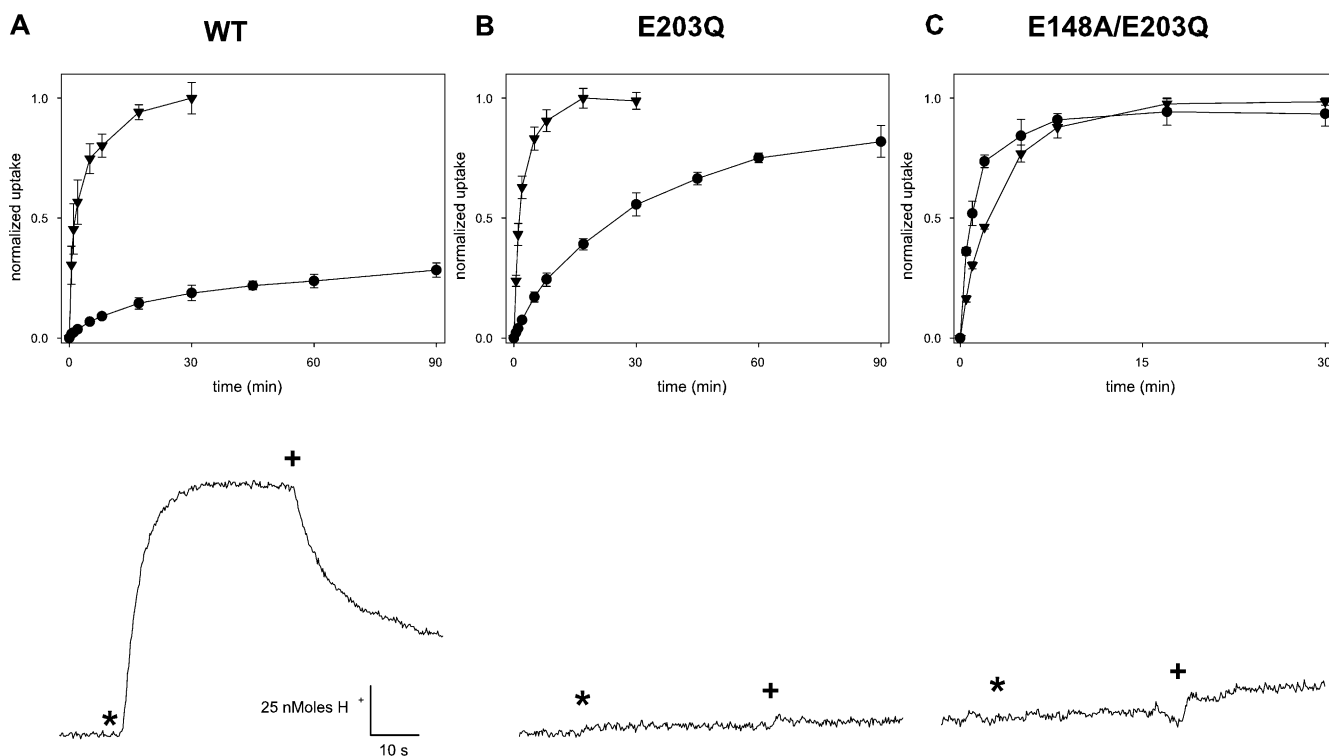 A WT
B E203Q
C E148A/E203Q
normalized uptake
1.0
0.5
0.0
0 30 60 90
time (min)
normalized uptake
1.0
0.5
0.0
0 30 60 90
time (min)
normalized uptake
1.0
0.5
0.0
0 15 30
time (min)
*
+
25 nMoles H +
10 s
*
+
*
+